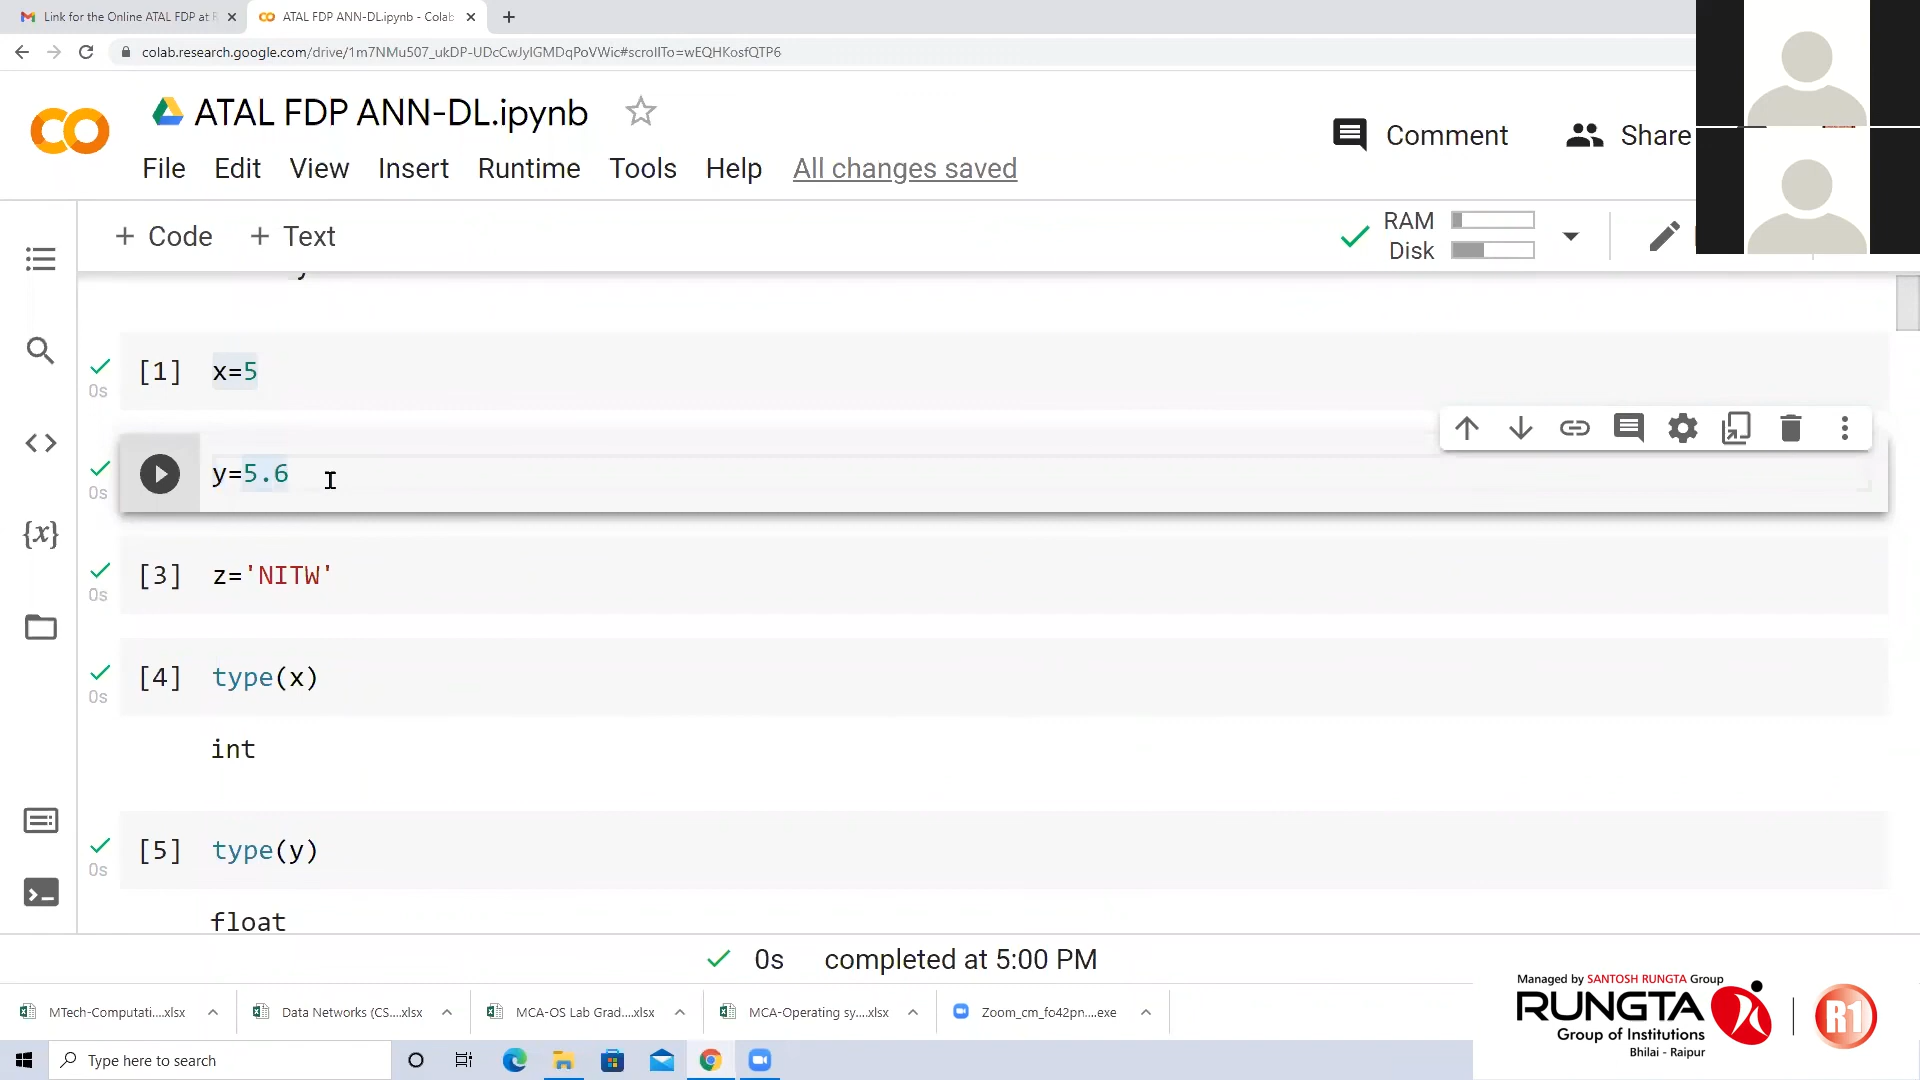 Link for the Online ATAL FDP at
ATAL FDP ANN-DL.ipynb - Colab
colab.research.google.com/drive/1m7NMu507_ukDP-UDcCwJyIGMDqPoVWic#scrollTo=wEQHKosfQTP6
CO
ATAL FDP ANN-DL.ipynb
Comment
Share
File Edit View Insert Runtime Tools Help All changes saved
+ Code + Text
RAM
Disk
[1] x=5
0s
y=5.6
0s
{x}
[3] z='NITW'
0s
[4] type(x)
0s
int
[5] type(y)
0s
float
0s completed at 5:00 PM
Managed by SANTOSH RUNGTA Group
RUNGTA
Group of Institutions
Bhilai - Raipur
R1
MTech-Computati....xlsx
Data Networks (CS....xlsx
MCA-OS Lab Grad....xlsx
MCA-Operating sy....xlsx
Zoom_cm_fo42pn....exe
Type here to search